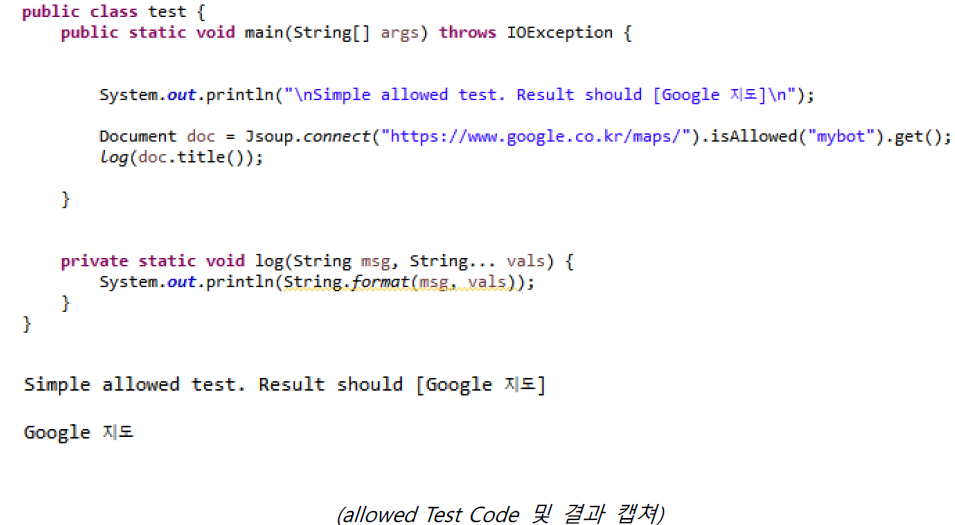 public class test {
public static void main(String[] args) throws IOException {
System.out.println("\nSimple allowed test. Result should [Google 지도]\n");
Document doc = Jsoup.connect("https://www.google.co.kr/maps/").isAllowed("mybot").get();
log(doc.title());
}
private static void log(String msg, String... vals) {
System.out.println(String.format(msg, vals));
}
}
Simple allowed test. Result should [Google 지도]
Google 지도
(allowed Test Code 및 결과 캡쳐)